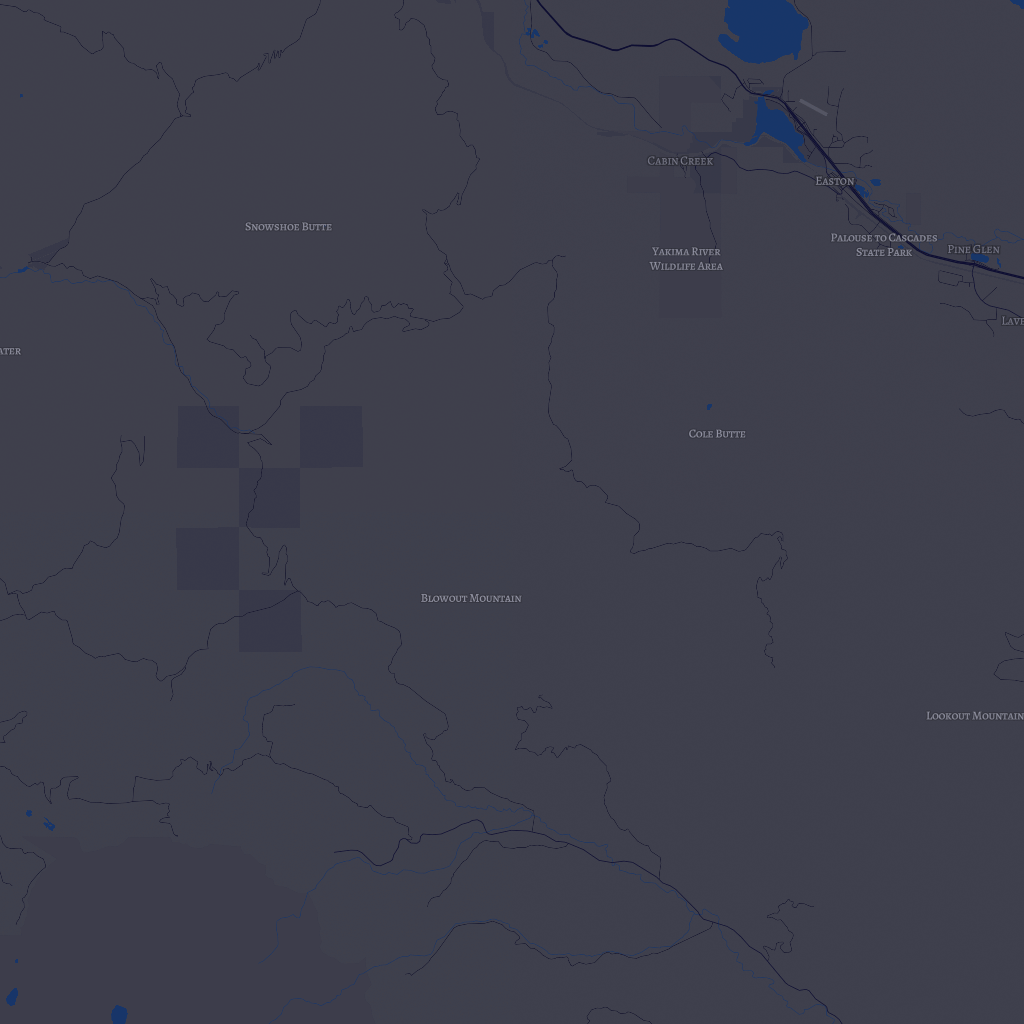 Cabin Creek
Easton
Snowshoe Butte
Palouse to Cascades
State Park
Pine Glen
Yakima River
Wildlife Area
Cole Butte
Blowout Mountain
Lookout Mountain